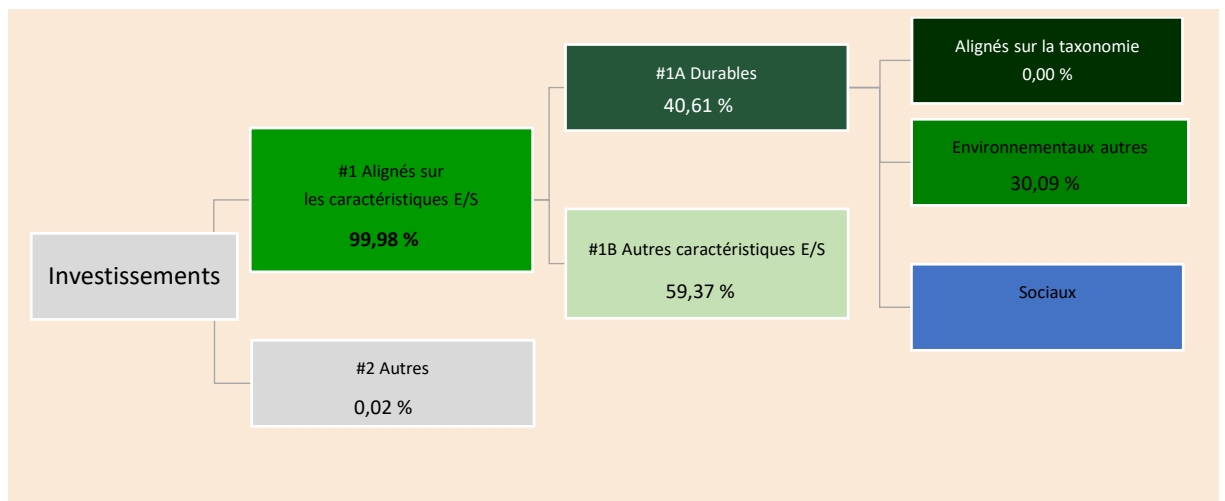 Investissements
#1 Alignés sur
les caractéristiques E/S
99,98 %
#2 Autres
0,02 %
#1A Durables
40,61 %
#1B Autres caractéristiques E/S
59,37 %
Alignés sur la taxonomie
0,00 %
Environnementaux autres
30,09 %
Sociaux